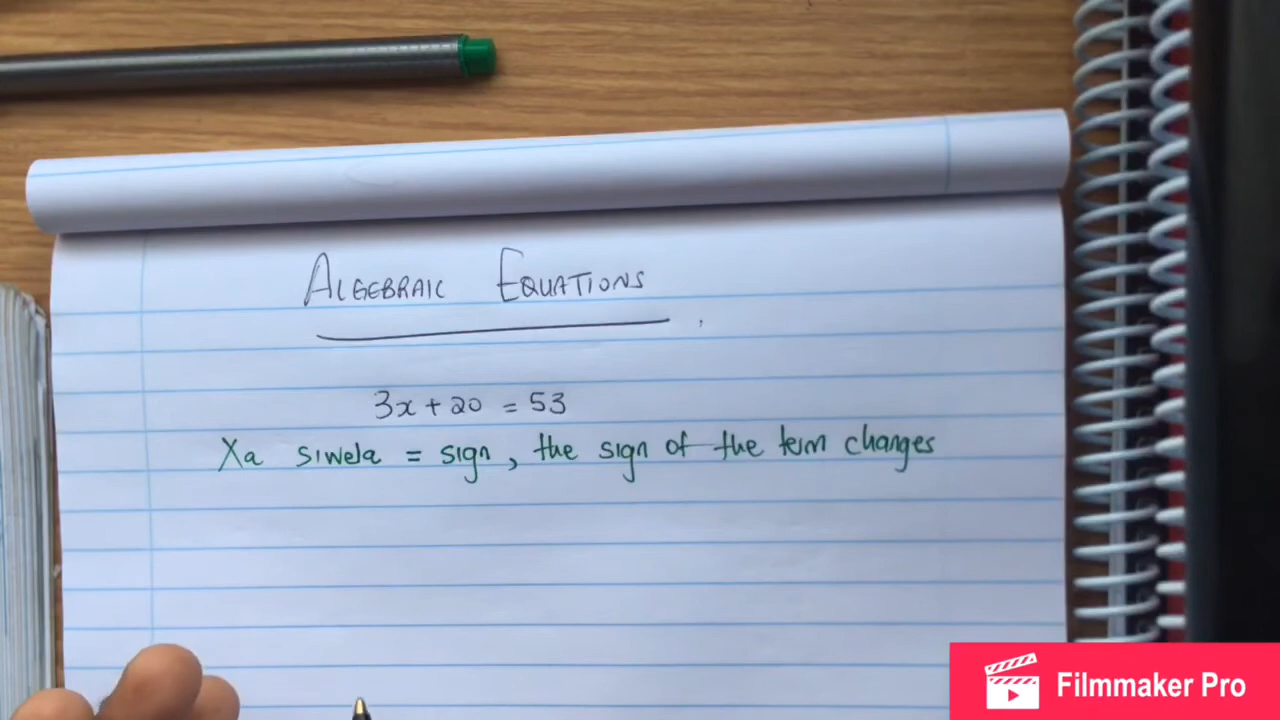 ALGEBRAIC EQUATIONS
3x + 20 = 53
Xa siwela = sign, the sign of the term changes
Filmmaker Pro